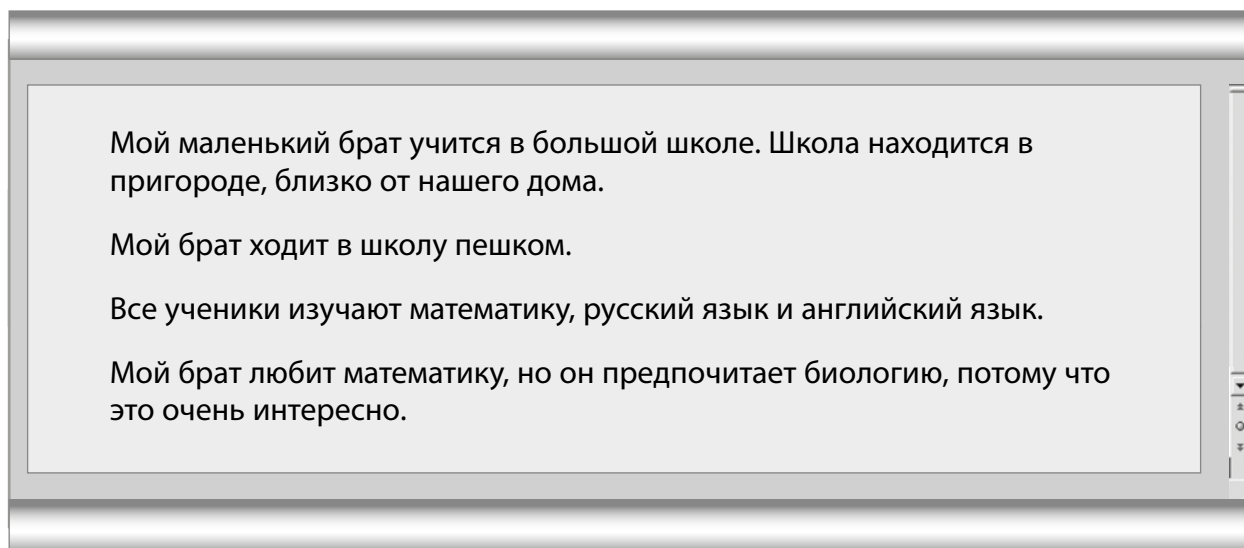 Мой маленький брат учится в большой школе. Школа находится в
пригороде, близко от нашего дома.
Мой брат ходит в школу пешком.
Все ученики изучают математику, русский язык и английский язык.
Мой брат любит математику, но он предпочитает биологию, потому что
это очень интересно.